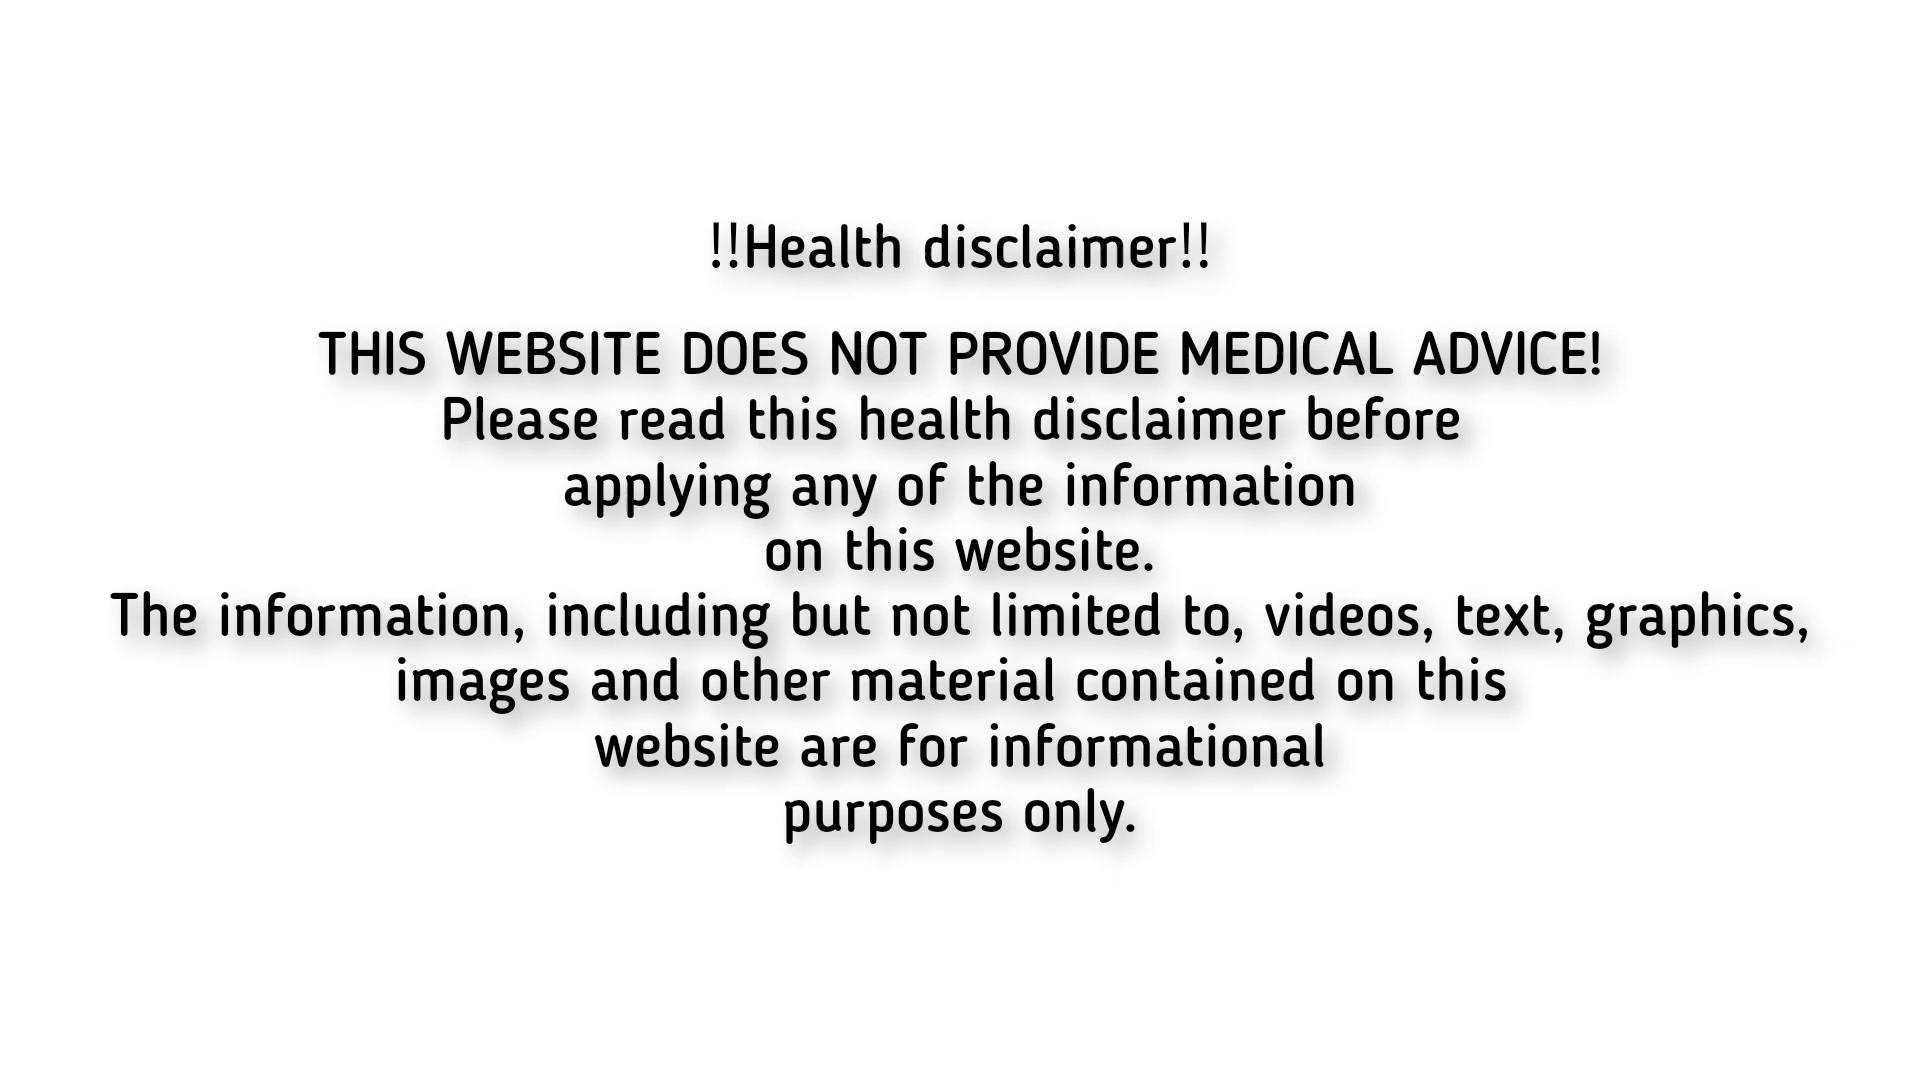 !!Health disclaimer!!
THIS WEBSITE DOES NOT PROVIDE MEDICAL ADVICE!
Please read this health disclaimer before
applying any of the information
on this website.
The information, including but not limited to, videos, text, graphics,
images and other material contained on this
website are for informational
purposes only.